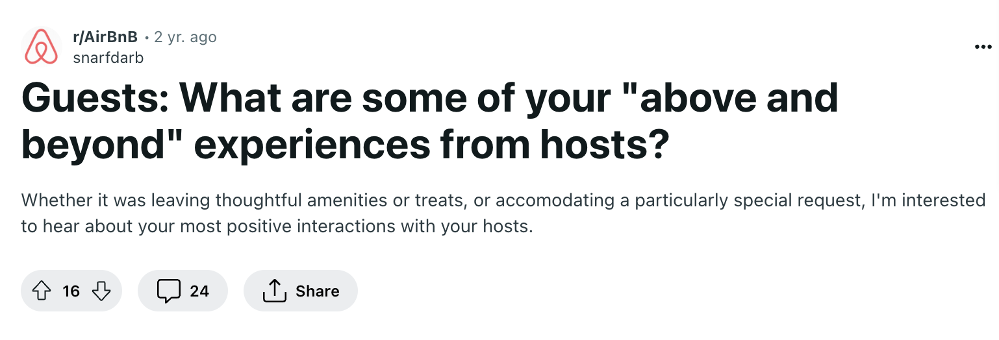 r/AirBnB • 2 yr. ago
snarfdarb
Guests: What are some of your "above and
beyond" experiences from hosts?
Whether it was leaving thoughtful amenities or treats, or accomodating a particularly special request, I'm interested
to hear about your most positive interactions with your hosts.
16 24 Share